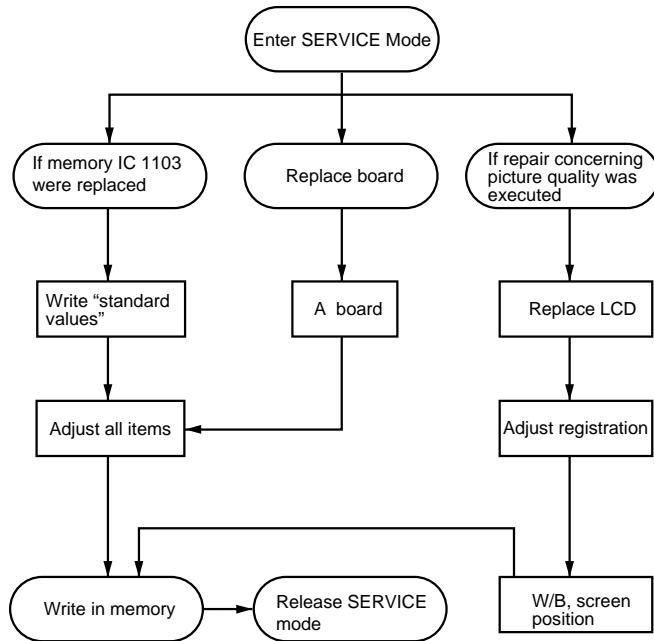 Enter SERVICE Mode
If memory IC 1103
were replaced
Replace board
If repair concerning
picture quality was
executed
Write “standard
values”
A board
Replace LCD
Adjust all items
Adjust registration
Write in memory
Release SERVICE
mode
W/B, screen
position